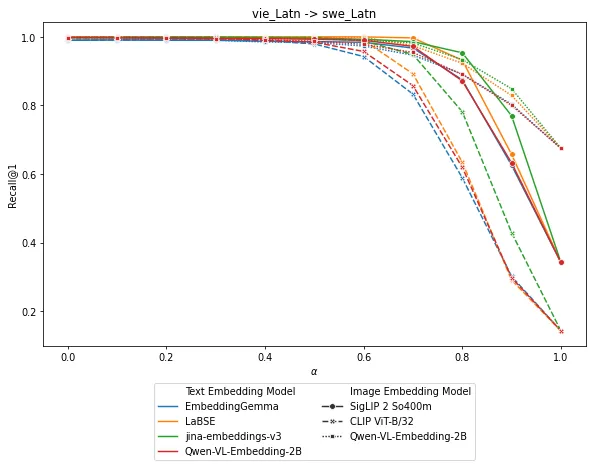 vie_Latn -> swe_Latn
1.0
0.8
0.6
0.4
0.2
Recall@1
0.0 0.2 0.4 0.6 0.8 1.0
α
Text Embedding Model Image Embedding Model
EmbeddingGemma SigLIP 2 So400m
LaBSE CLIP ViT-B/32
jina-embeddings-v3 Qwen-VL-Embedding-2B
Qwen-VL-Embedding-2B